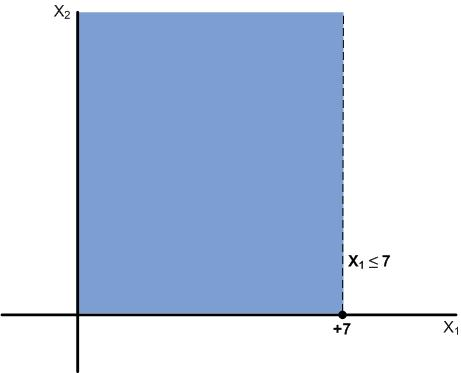 X₂
X₁ ≤ 7
+7
X₁